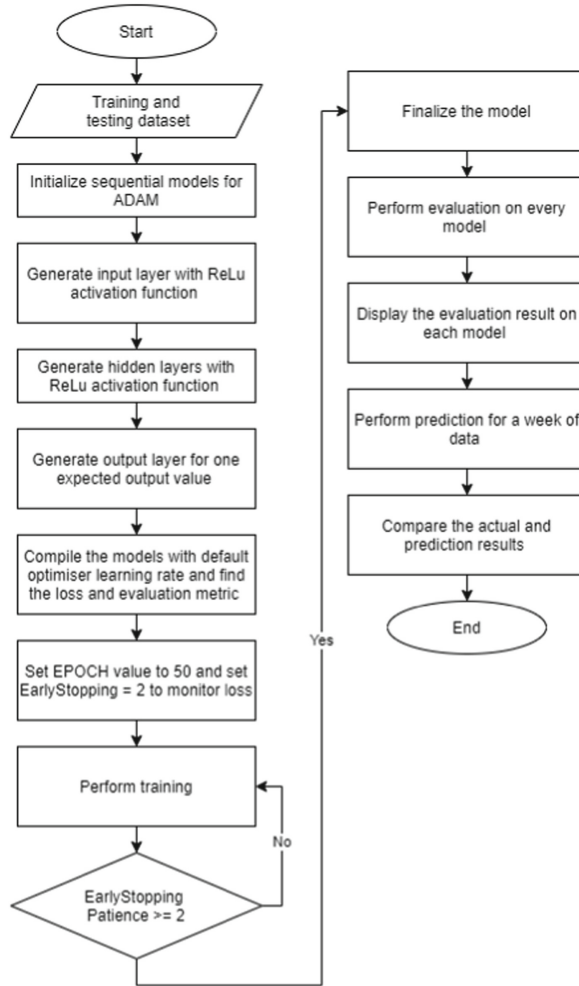 Start
Training and
testing dataset
Initialize sequential models for
ADAM
Generate input layer with ReLu
activation function
Generate hidden layers with
ReLu activation function
Generate output layer for one
expected output value
Compile the models with default
optimiser learning rate and find
the loss and evaluation metric
Set EPOCH value to 50 and set
EarlyStopping = 2 to monitor loss
Perform training
No
EarlyStopping
Patience >= 2
Yes
Finalize the model
Perform evaluation on every
model
Display the evaluation result on
each model
Perform prediction for a week of
data
Compare the actual and
prediction results
End